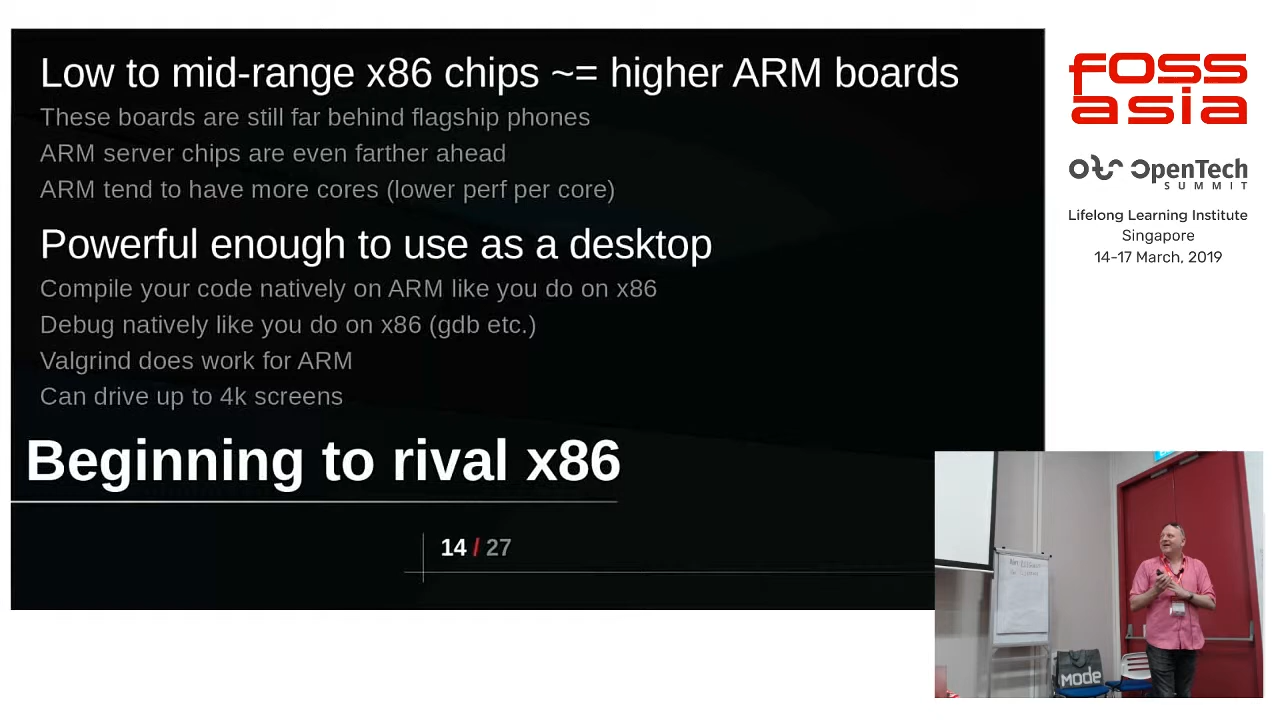 Low to mid-range x86 chips ~= higher ARM boards
These boards are still far behind flagship phones
ARM server chips are even farther ahead
ARM tend to have more cores (lower perf per core)
Powerful enough to use as a desktop
Compile your code natively on ARM like you do on x86
Debug natively like you do on x86 (gdb etc.)
Valgrind does work for ARM
Can drive up to 4k screens
Beginning to rival x86
14 / 27
FOSS
asia
OpenTech
SUMMIT
Lifelong Learning Institute
Singapore
14-17 March, 2019
MODE